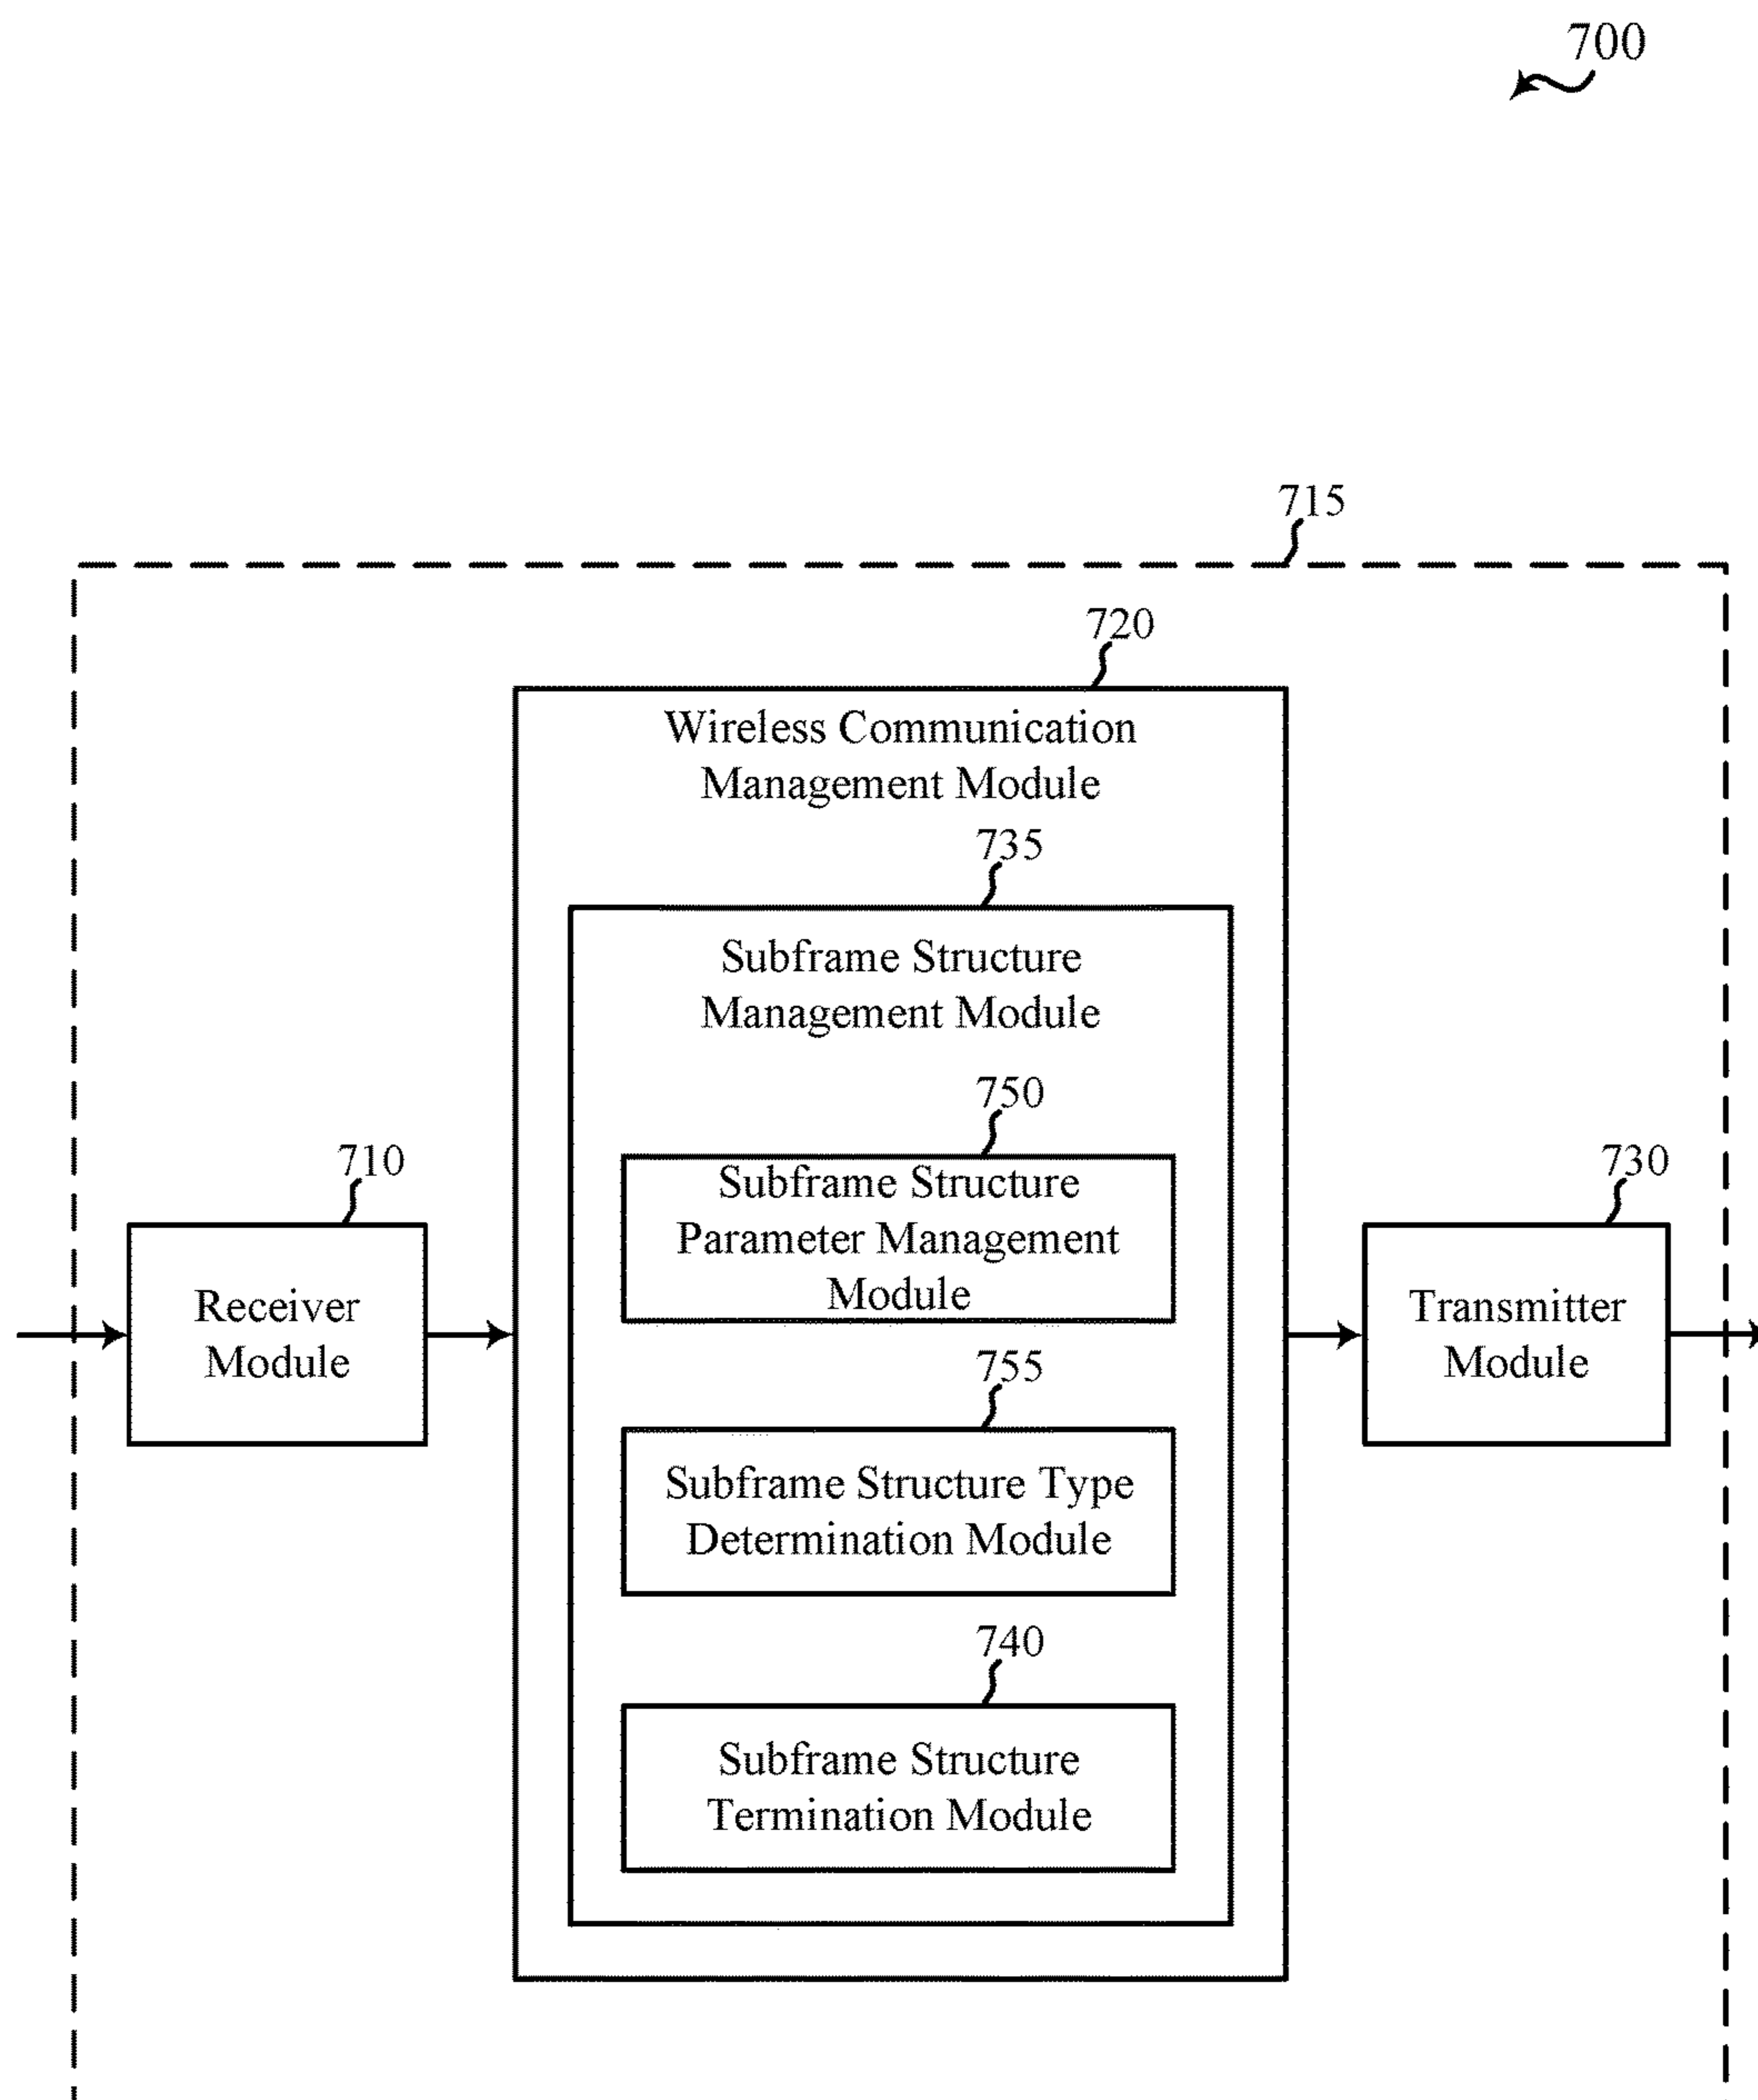 700
715
720
Wireless Communication
Management Module
735
Subframe Structure
Management Module
750
Subframe Structure
Parameter Management
Module
710
Receiver
Module
730
Transmitter
Module
755
Subframe Structure Type
Determination Module
740
Subframe Structure
Termination Module